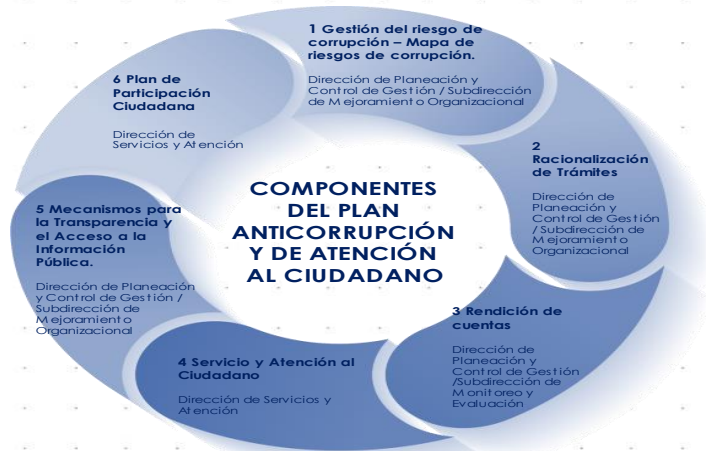 1 Gestión del riesgo de
corrupción – Mapa de
riesgos de corrupción.
Dirección de Planeación y
Control de Gestión / Subdirección
de Mejoramiento Organizacional
2
Racionalización
de Trámites
Dirección de
Planeación y
Control de Gestión
/ Subdirección de
Mejoramiento
Organizacional
3 Rendición de
cuentas
Dirección de
Planeación y
Control de Gestión
/Subdirección de
Monitoreo y
Evaluación
4 Servicio y Atención al
Ciudadano
Dirección de Servicios y
Atención
5 Mecanismos para
la Transparencia y
el Acceso a la
Información
Pública.
Dirección de Planeación
y Control de Gestión /
Subdirección de
Mejoramiento
Organizacional
6 Plan de
Participación
Ciudadana
Dirección de
Servicios y Atención
COMPONENTES
DEL PLAN
ANTICORRUPCIÓN
Y DE ATENCIÓN
AL CIUDADANO